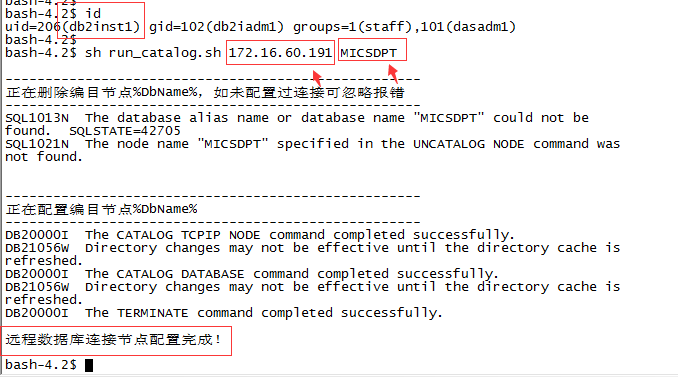 bash-4.2$ id
uid=206(db2inst1) gid=102(db2iadm1) groups=1(staff),101(dasadm1)
bash-4.2$
bash-4.2$ sh run_catalog.sh 172.16.60.191 MICSDPT
-----------------------------------------------------
正在删除编目节点%DbName%，如未配置过连接可忽略报错
-----------------------------------------------------
SQL1013N  The database alias name or database name "MICSDPT" could not be
found.  SQLSTATE=42705
SQL1021N  The node name "MICSDPT" specified in the UNCATALOG NODE command was
not found.
-----------------------------------------------------
正在配置编目节点%DbName%
-----------------------------------------------------
DB20000I  The CATALOG TCPIP NODE command completed successfully.
DB21056W  Directory changes may not be effective until the directory cache is
refreshed.
DB20000I  The CATALOG DATABASE command completed successfully.
DB21056W  Directory changes may not be effective until the directory cache is
refreshed.
DB20000I  The TERMINATE command completed successfully.
远程数据库连接节点配置完成！
bash-4.2$